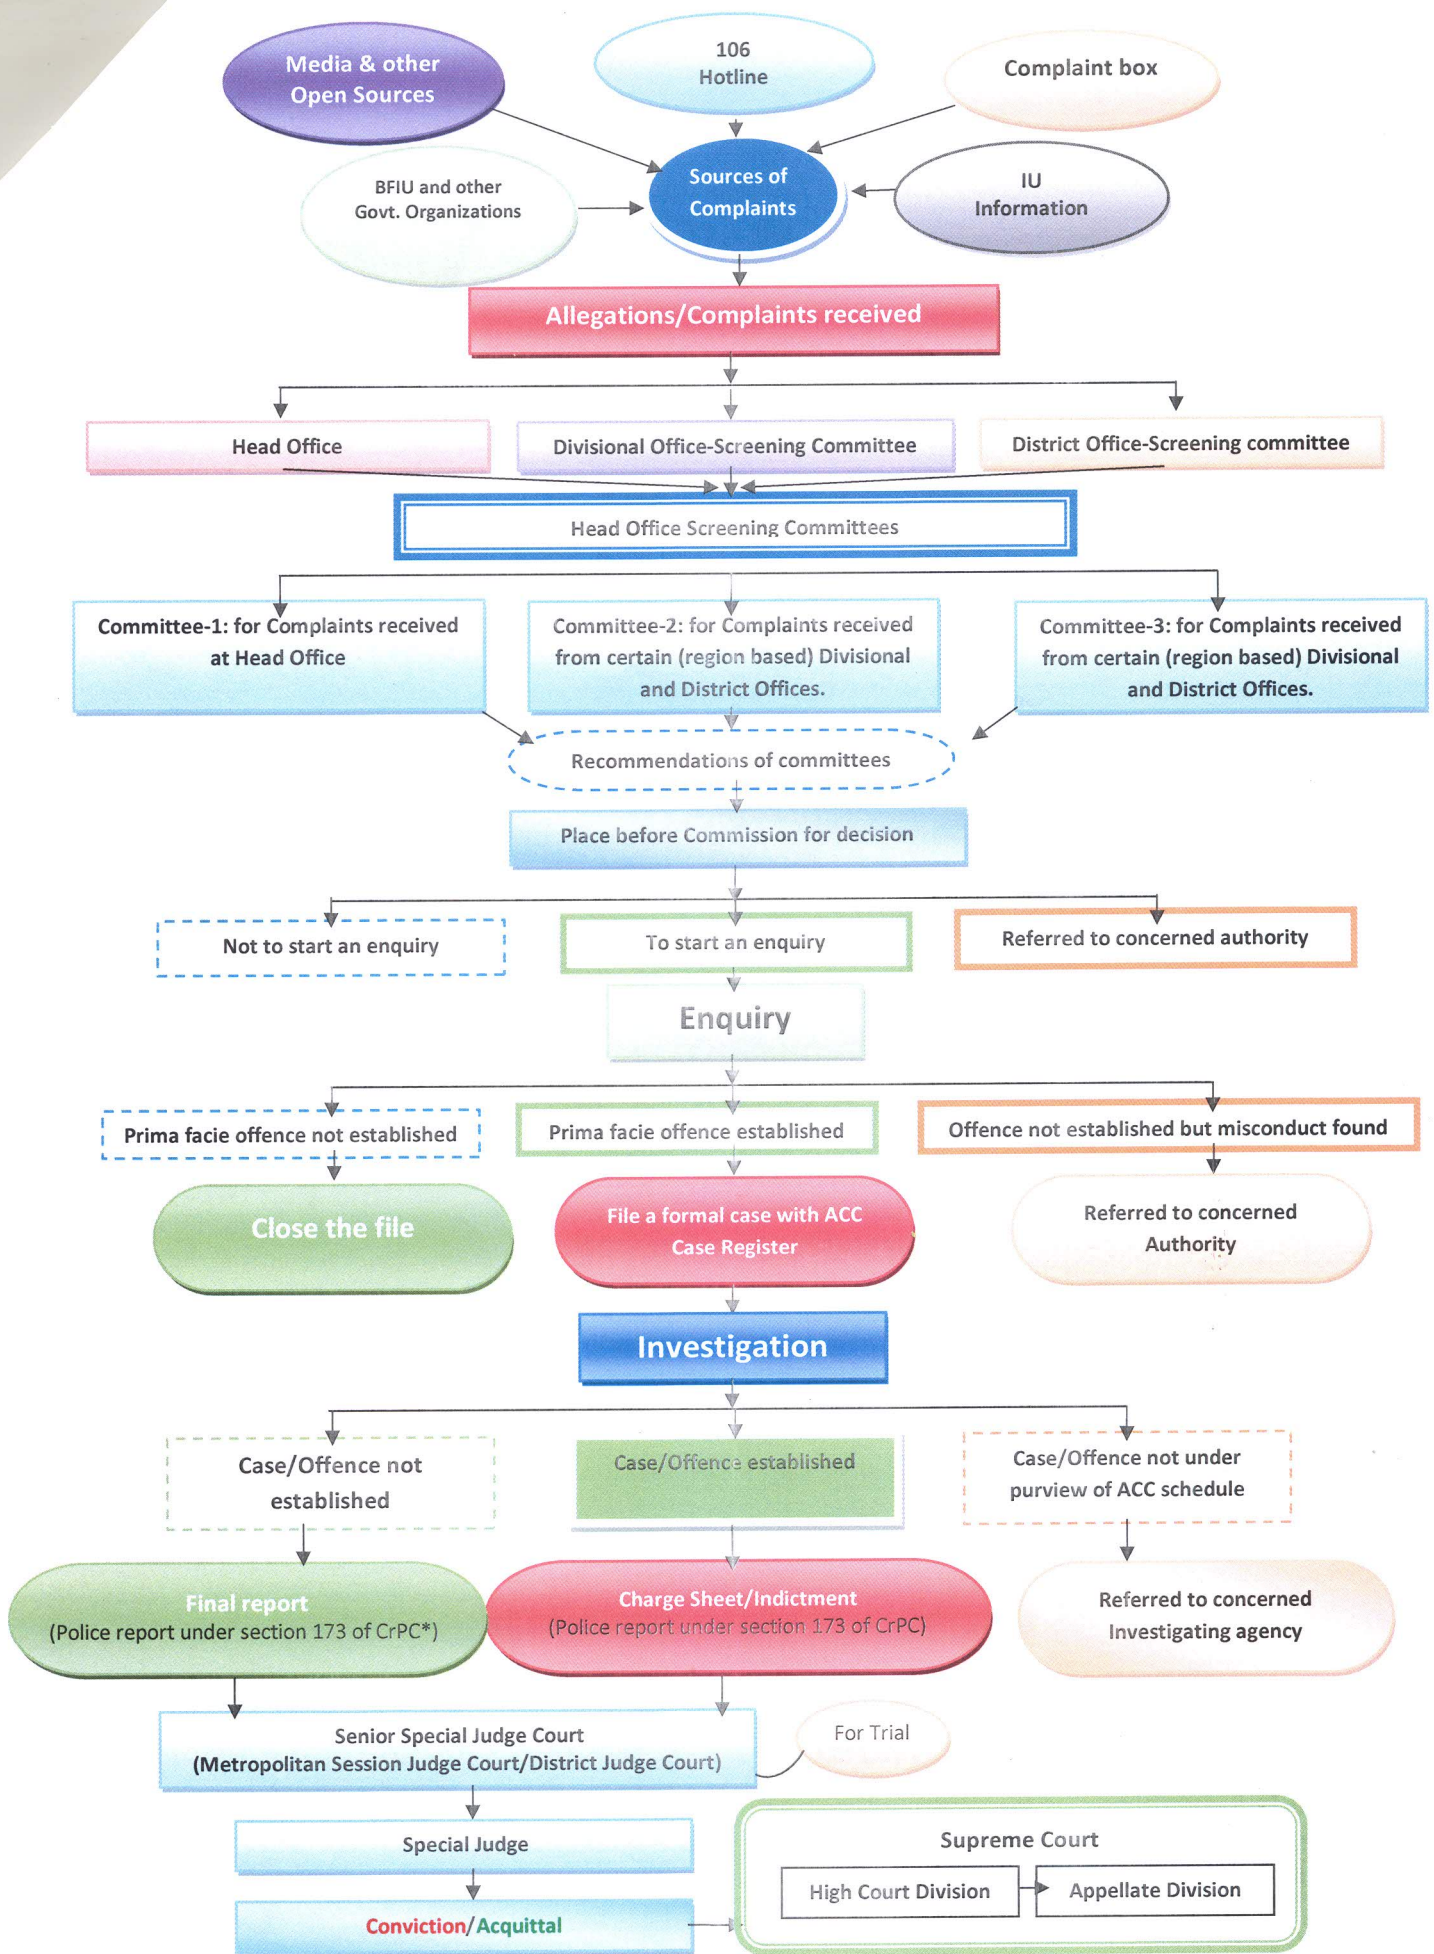 Media & other
Open Sources
106
Hotline
Complaint box
BFIU and other
Govt. Organizations
Sources of
Complaints
IU
Information
Allegations/Complaints received
Head Office
Divisional Office-Screening Committee
District Office-Screening committee
Head Office Screening Committees
Committee-1: for Complaints received
at Head Office
Committee-2: for Complaints received
from certain (region based) Divisional
and District Offices.
Committee-3: for Complaints received
from certain (region based) Divisional
and District Offices.
Recommendations of committees
Place before Commission for decision
Not to start an enquiry
To start an enquiry
Referred to concerned authority
Enquiry
Prima facie offence not established
Prima facie offence established
Offence not established but misconduct found
Close the file
File a formal case with ACC
Case Register
Referred to concerned
Authority
Investigation
Case/Offence not
established
Case/Offence established
Case/Offence not under
purview of ACC schedule
Final report
(Police report under section 173 of CrPC*)
Charge Sheet/Indictment
(Police report under section 173 of CrPC)
Referred to concerned
Investigating agency
Senior Special Judge Court
(Metropolitan Session Judge Court/District Judge Court)
For Trial
Special Judge
Conviction/Acquittal
Supreme Court
High Court Division
Appellate Division